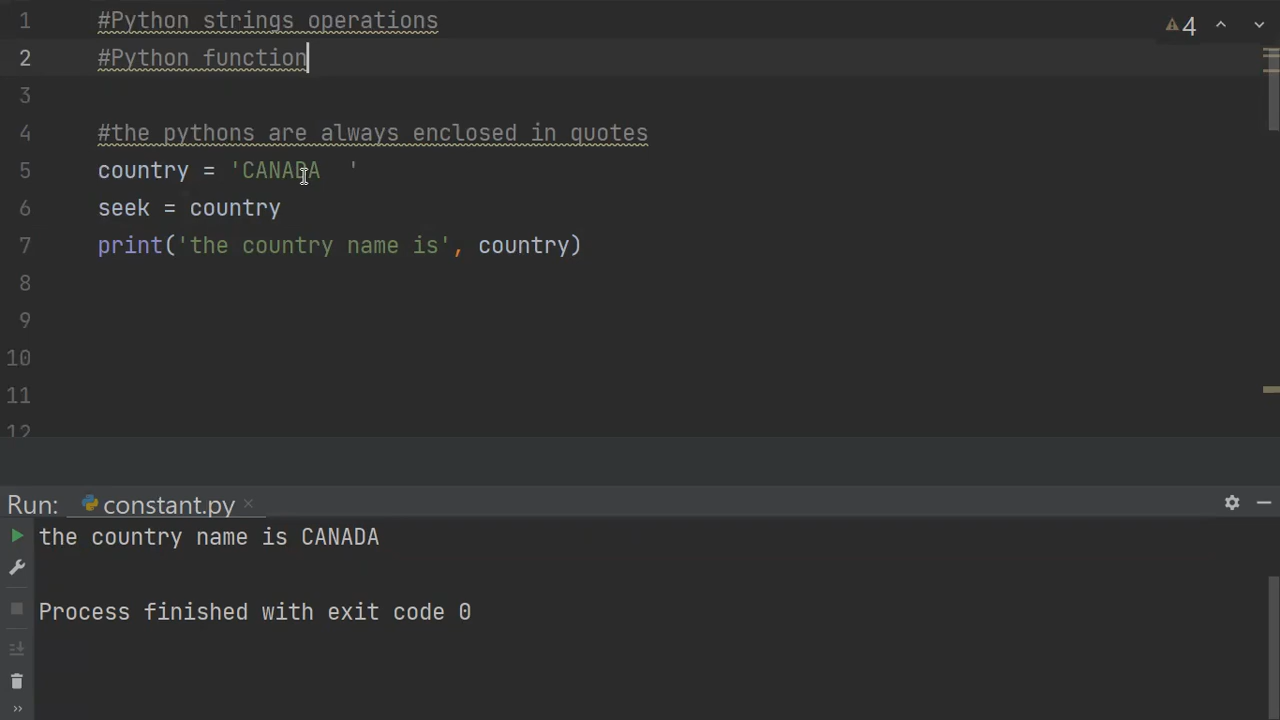 1 #Python strings operations
4
2 #Python function
3
4 #the pythons are always enclosed in quotes
5 country = 'CANADA  '
6 seek = country
7 print('the country name is', country)
8
9
10
11
12
Run: constant.py ×
the country name is CANADA
Process finished with exit code 0
»